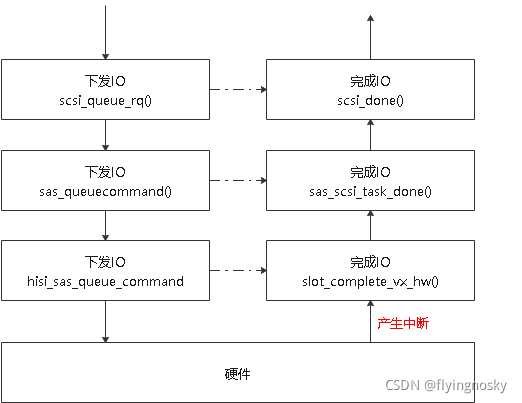 下发IO
scsi_queue_rq()
完成IO
scsi_done()
下发IO
sas_queuecommand()
完成IO
sas_scsi_task_done()
下发IO
hisi_sas_queue_command
完成IO
slot_complete_vx_hw()
产生中断
硬件
CSDN @flyingnosky